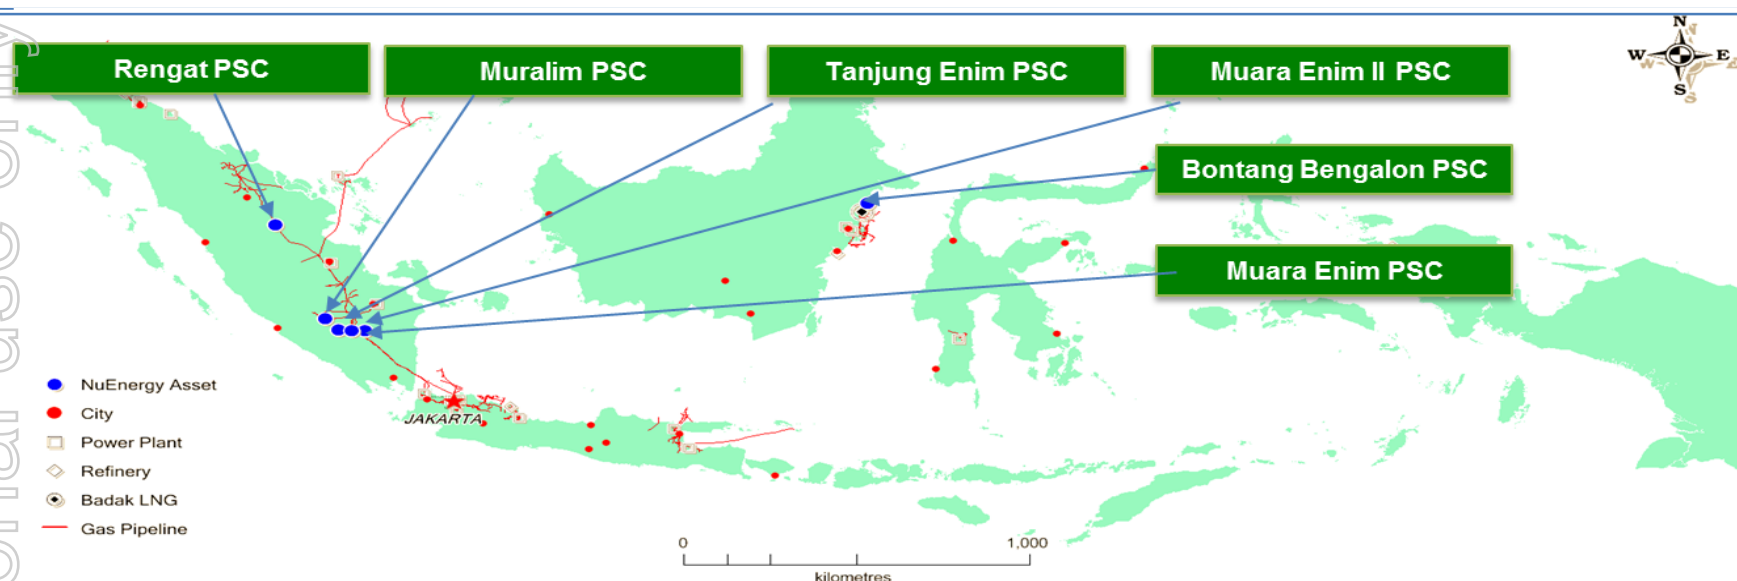 Rengat PSC
Muralim PSC
Tanjung Enim PSC
Muara Enim II PSC
N
W
E
S
Bontang Bengalon PSC
Muara Enim PSC
NuEnergy Asset
City
Power Plant
Refinery
Badak LNG
Gas Pipeline
JAKARTA
0
1,000
kilometres